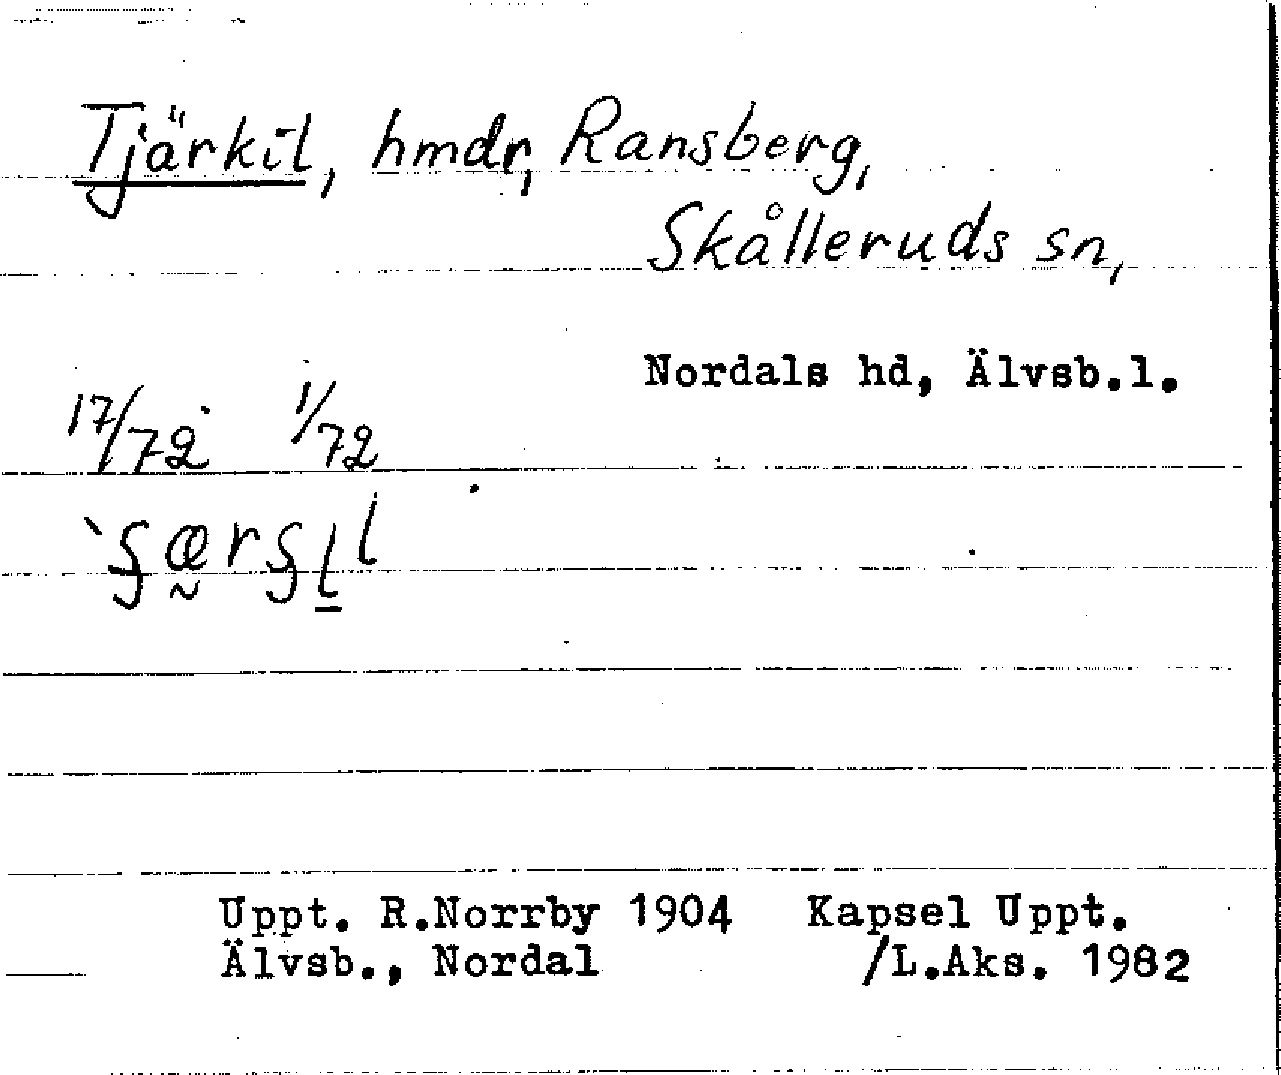 Tjärkil, hmdr, Ransberg,
Skålleruds sn,
Nordals hd, Älvsb.l.
17/72 1/72
Uppt. R.Norrby 1904 Kapsel Uppt.
Älvsb., Nordal /L.Aks. 1982